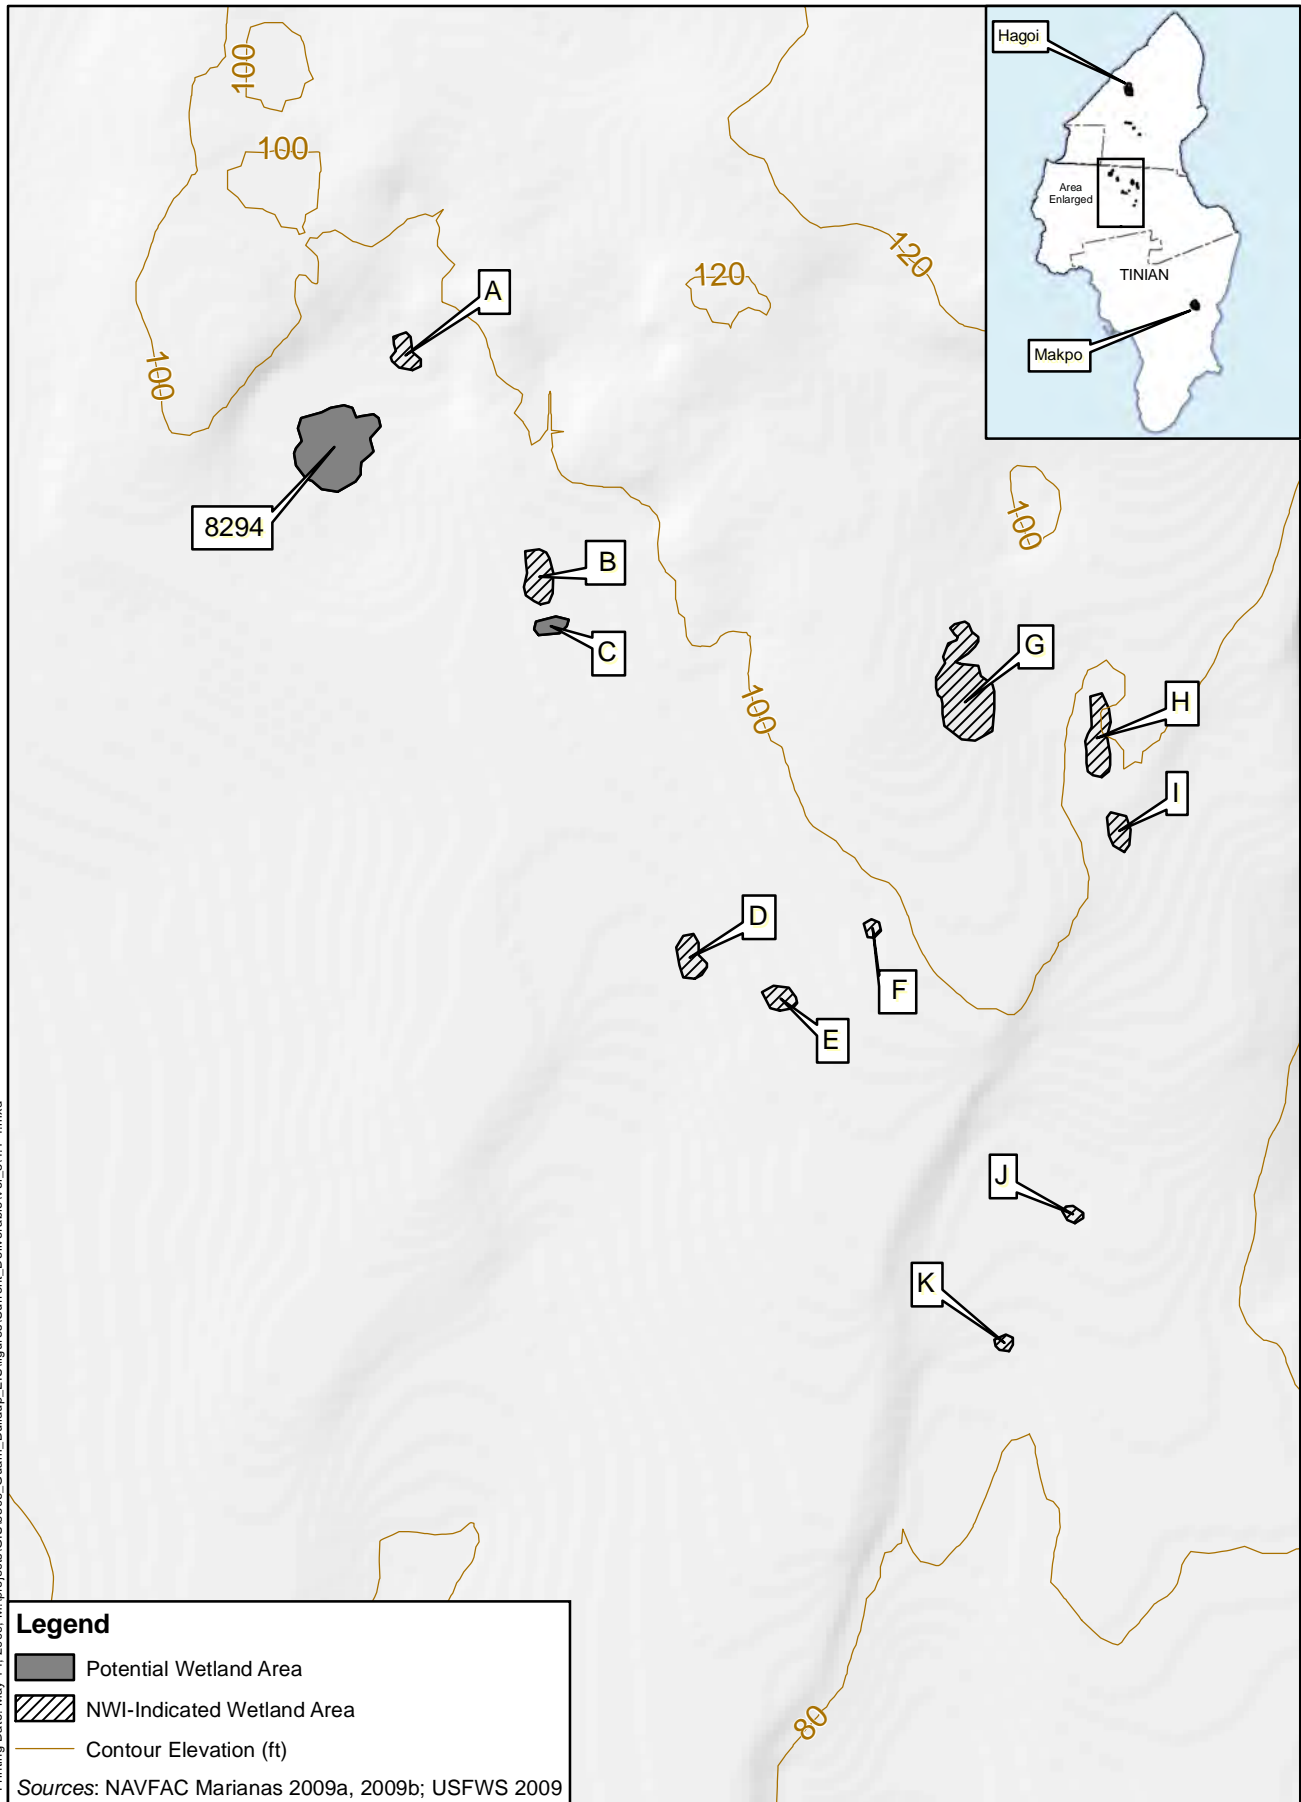 Hagoi
100
100
Area
Enlarged
120
120
TINIAN
A
100
Makpo
8294
100
B
C
G
H
100
I
D
F
E
J
K
80
Legend
Potential Wetland Area
NWI-Indicated Wetland Area
Contour Elevation (ft)
Sources: NAVFAC Marianas 2009a, 2009b; USFWS 2009